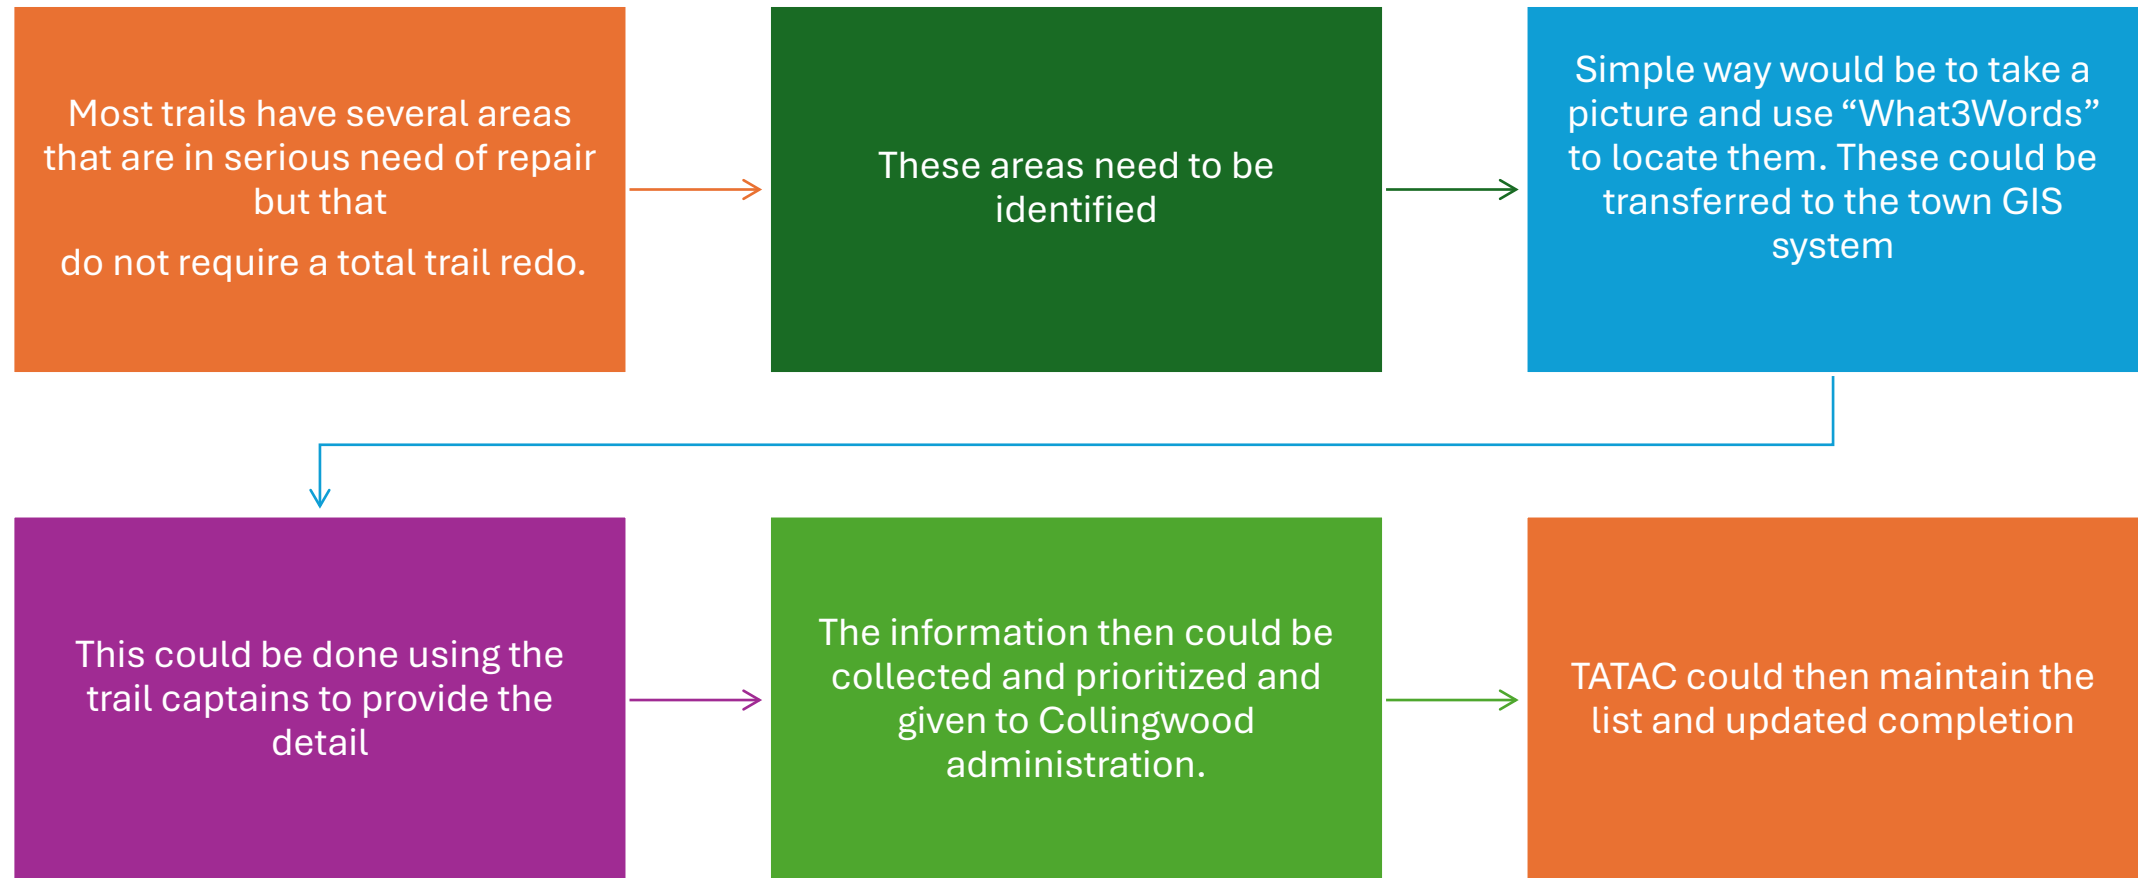 Most trails have several areas
that are in serious need of repair
but that
do not require a total trail redo.
These areas need to be
identified
Simple way would be to take a
picture and use “What3Words”
to locate them. These could be
transferred to the town GIS
system
This could be done using the
trail captains to provide the
detail
The information then could be
collected and prioritized and
given to Collingwood
administration.
TATAC could then maintain the
list and updated completion